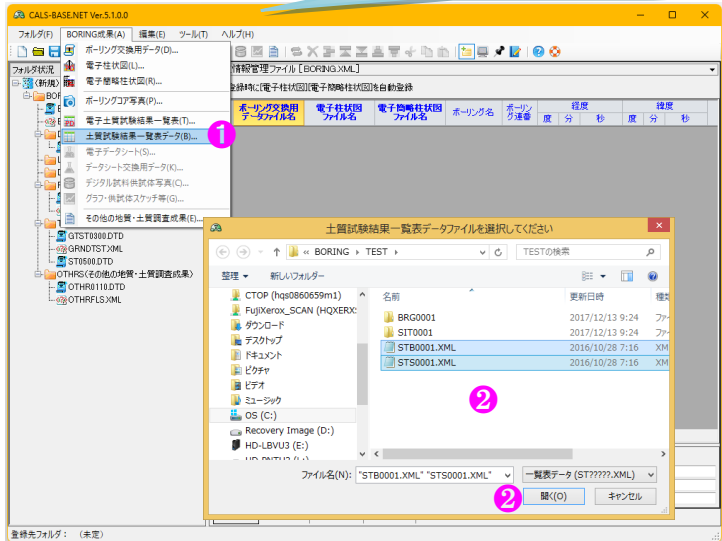 CALS-BASE.NET Ver.5.1.0.0
フォルダ(F) BORING成果(A) 編集(E) ツール(T) ヘルプ(H)
ボーリング交換用データ(D)...
電子柱状図(L)...
電子簡略柱状図(R)...
ボーリングコア写真(P)...
電子土質試験結果一覧表(T)...
土質試験結果一覧表データ(B)...
電子データシート(S)...
データシート交換用データ(K)...
デジタル試料供試体写真(C)...
グラフ・供試体スケッチ等(G)...
その他の地質・土質調査成果(E)...
フォルダ状況
(新規)
BOR
GTST0300.DTD
GRNDTST.XML
ST0500.DTD
OTHRS(その他の地質・土質調査成果)
OTHR0110.DTD
OTHRFLS.XML
情報管理ファイル [BORING.XML]
登録時に[電子柱状図][電子簡略柱状図]を自動登録
ボーリング交換用データファイル名 電子柱状図ファイル名 電子簡略柱状図ファイル名 ボーリング名 ボーリング連番 経度 緯度
度 分 秒 度 分 秒
1
土質試験結果一覧表データファイルを選択してください
« BORING TEST TESTの検索
整理 新しいフォルダー
CTOP (hqs0860659m1)
FujiXerox_SCAN (HQXERX:
ダウンロード
デスクトップ
ドキュメント
ピクチャ
ビデオ
ミュージック
OS (C:)
Recovery Image (D:)
HD-LBVU3 (E:)
名前 更新日時 種類
BRG0001 2017/12/13 9:24 ファ
SIT0001 2017/12/13 9:24 ファ
STB0001.XML 2016/10/28 7:16 XM
STS0001.XML 2016/10/28 7:16 XM
2
ファイル名(N): "STB0001.XML" "STS0001.XML" 一覧表データ (ST?????.XML)
2 開く(O) キャンセル
登録先フォルダ： (未定)